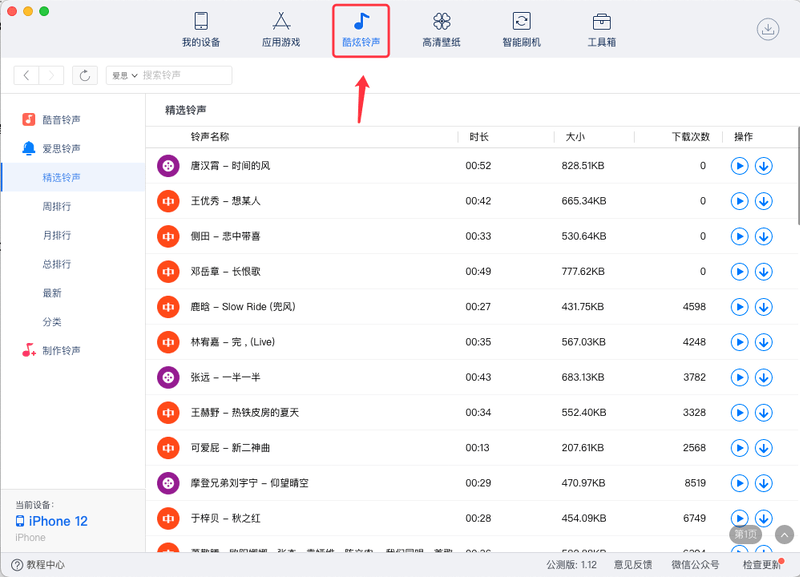 我的设备
应用游戏
酷炫铃声
高清壁纸
智能刷机
工具箱
爱思 搜索铃声
酷音铃声
爱思铃声
精选铃声
周排行
月排行
总排行
最新
分类
制作铃声
当前设备:
iPhone 12
iPhone
精选铃声
铃声名称 时长 大小 下载次数 操作
唐汉霄 – 时间的风 00:52 828.51KB 0
王优秀 – 想某人 00:42 665.34KB 0
侧田 – 悲中带喜 00:33 530.64KB 0
邓岳章 – 长恨歌 00:49 777.62KB 0
鹿晗 – Slow Ride (兜风) 00:27 431.75KB 4598
林宥嘉 – 完 , (Live) 00:35 567.03KB 4248
张远 – 一半一半 00:43 683.13KB 3782
王赫野 – 热铁皮房的夏天 00:34 552.40KB 3328
可爱屁 – 新二神曲 00:13 207.61KB 2568
摩登兄弟刘宇宁 – 仰望晴空 00:29 470.97KB 8519
于梓贝 – 秋之红 00:28 454.09KB 6749
第1页
教程中心
公测版: 1.12 意见反馈 微信公众号 检查更新